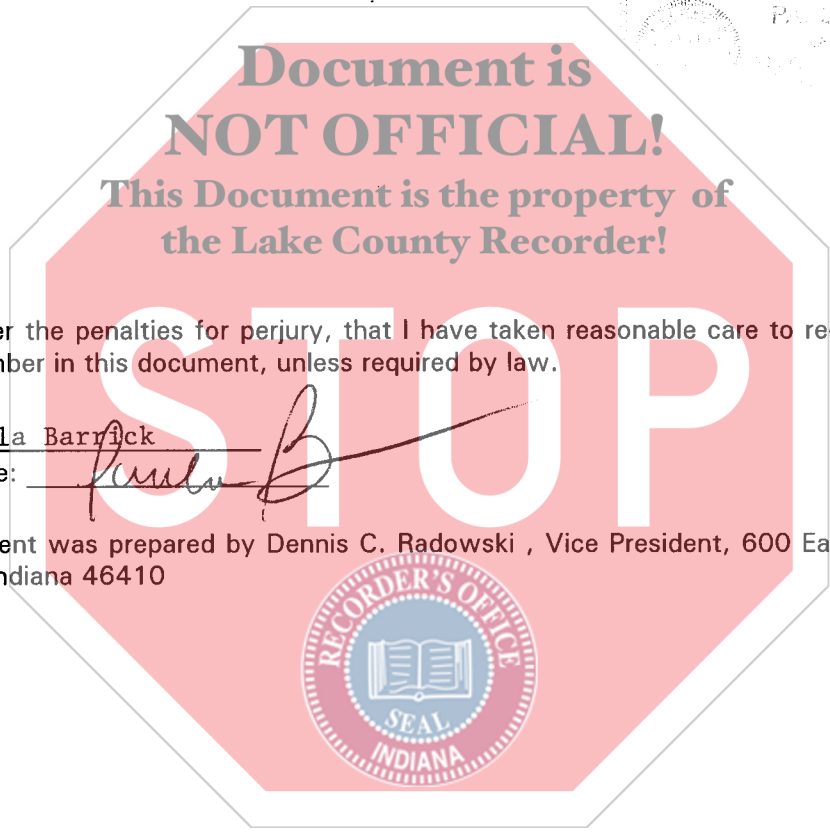 Document is
NOT OFFICIAL!
This Document is the property of
the Lake County Recorder!
STOP
er the penalties for perjury, that I have taken reasonable care to re
ber in this document, unless required by law.
la Barrick
e:
ent was prepared by Dennis C. Radowski , Vice President, 600 Ea
ndiana 46410
RECORDER'S OFFICE
SEAL
INDIANA